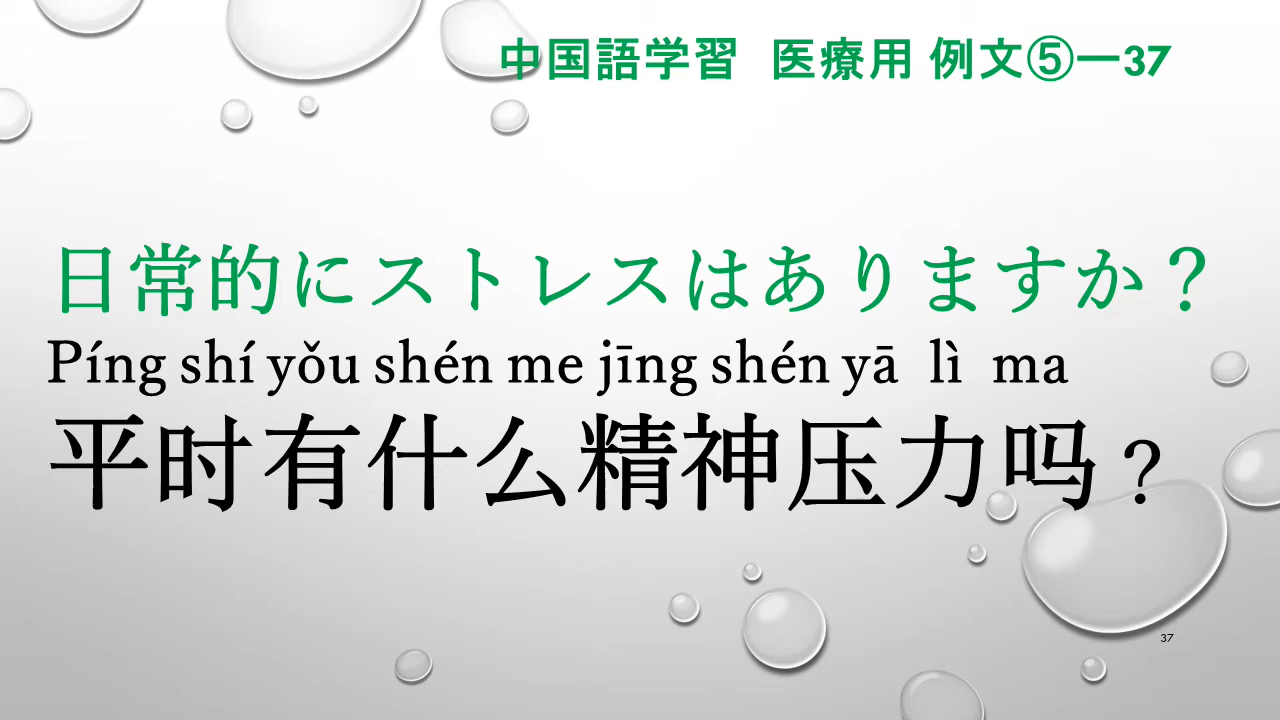 中国語学習 医療用 例文⑤ー37
日常的にストレスはありますか？
Píng shí yǒu shén me jīng shén yā lì ma
平时有什么精神压力吗？
37